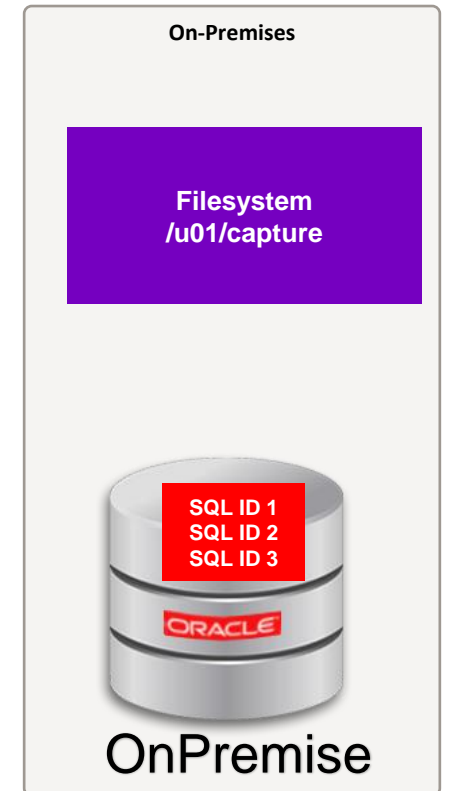 On-Premises
Filesystem
/u01/capture
SQL ID 1
SQL ID 2
SQL ID 3
ORACLE
OnPremise